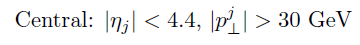 Central: |η_j| < 4.4, |p_⊥^j| > 30 GeV